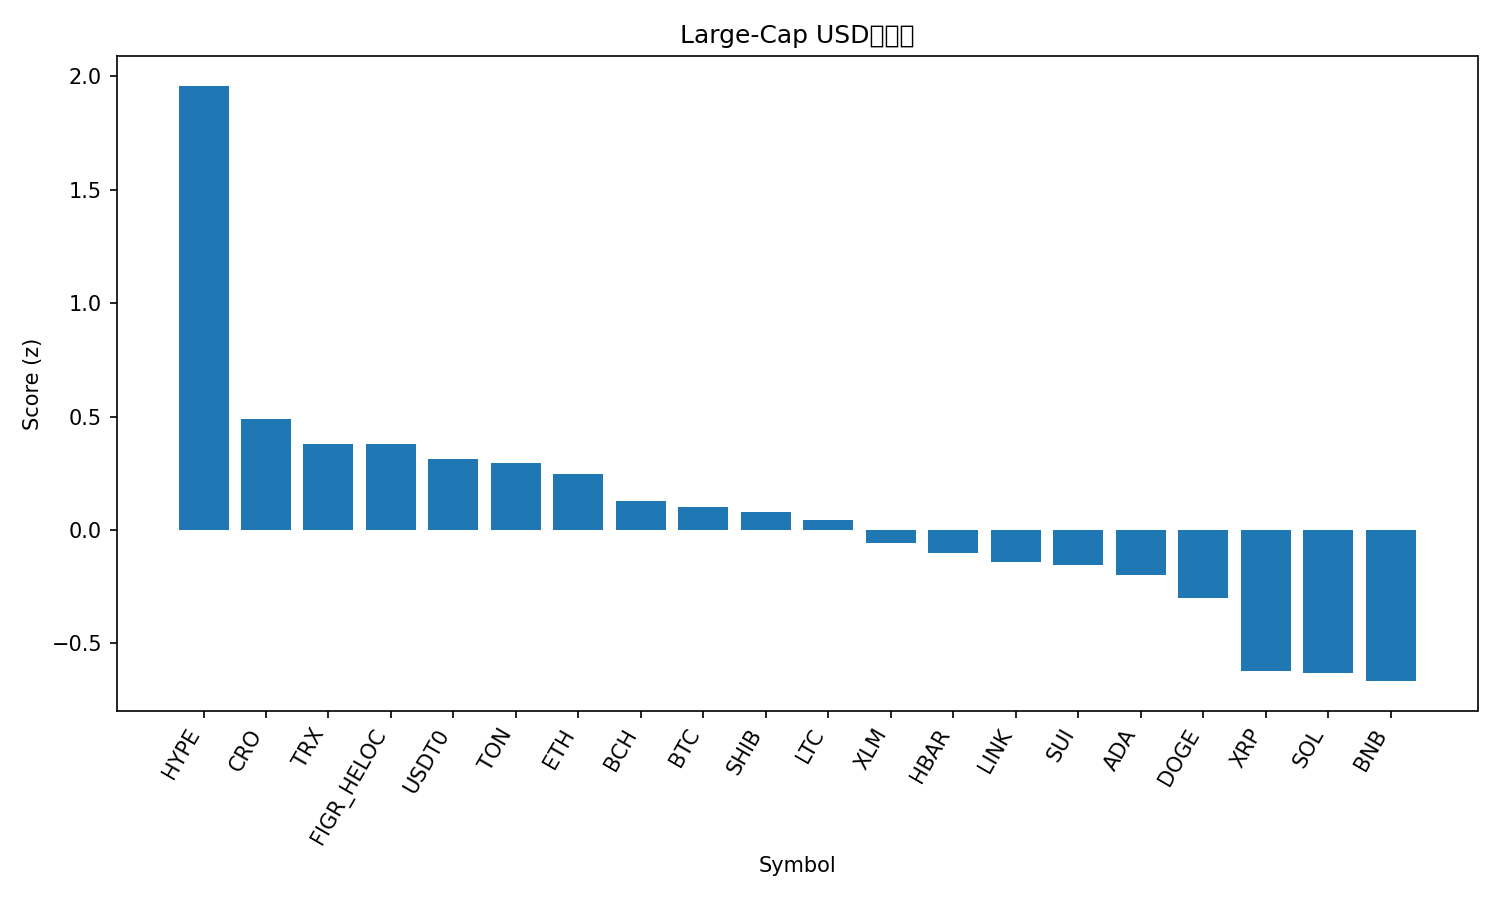 Large-Cap USD
Score (z)
2.0
1.5
1.0
0.5
0.0
−0.5
HYPE
CRO
TRX
FIGR_HELOC
USDT0
TON
ETH
BCH
BTC
SHIB
LTC
XLM
HBAR
LINK
SUI
ADA
DOGE
XRP
SOL
BNB
Symbol